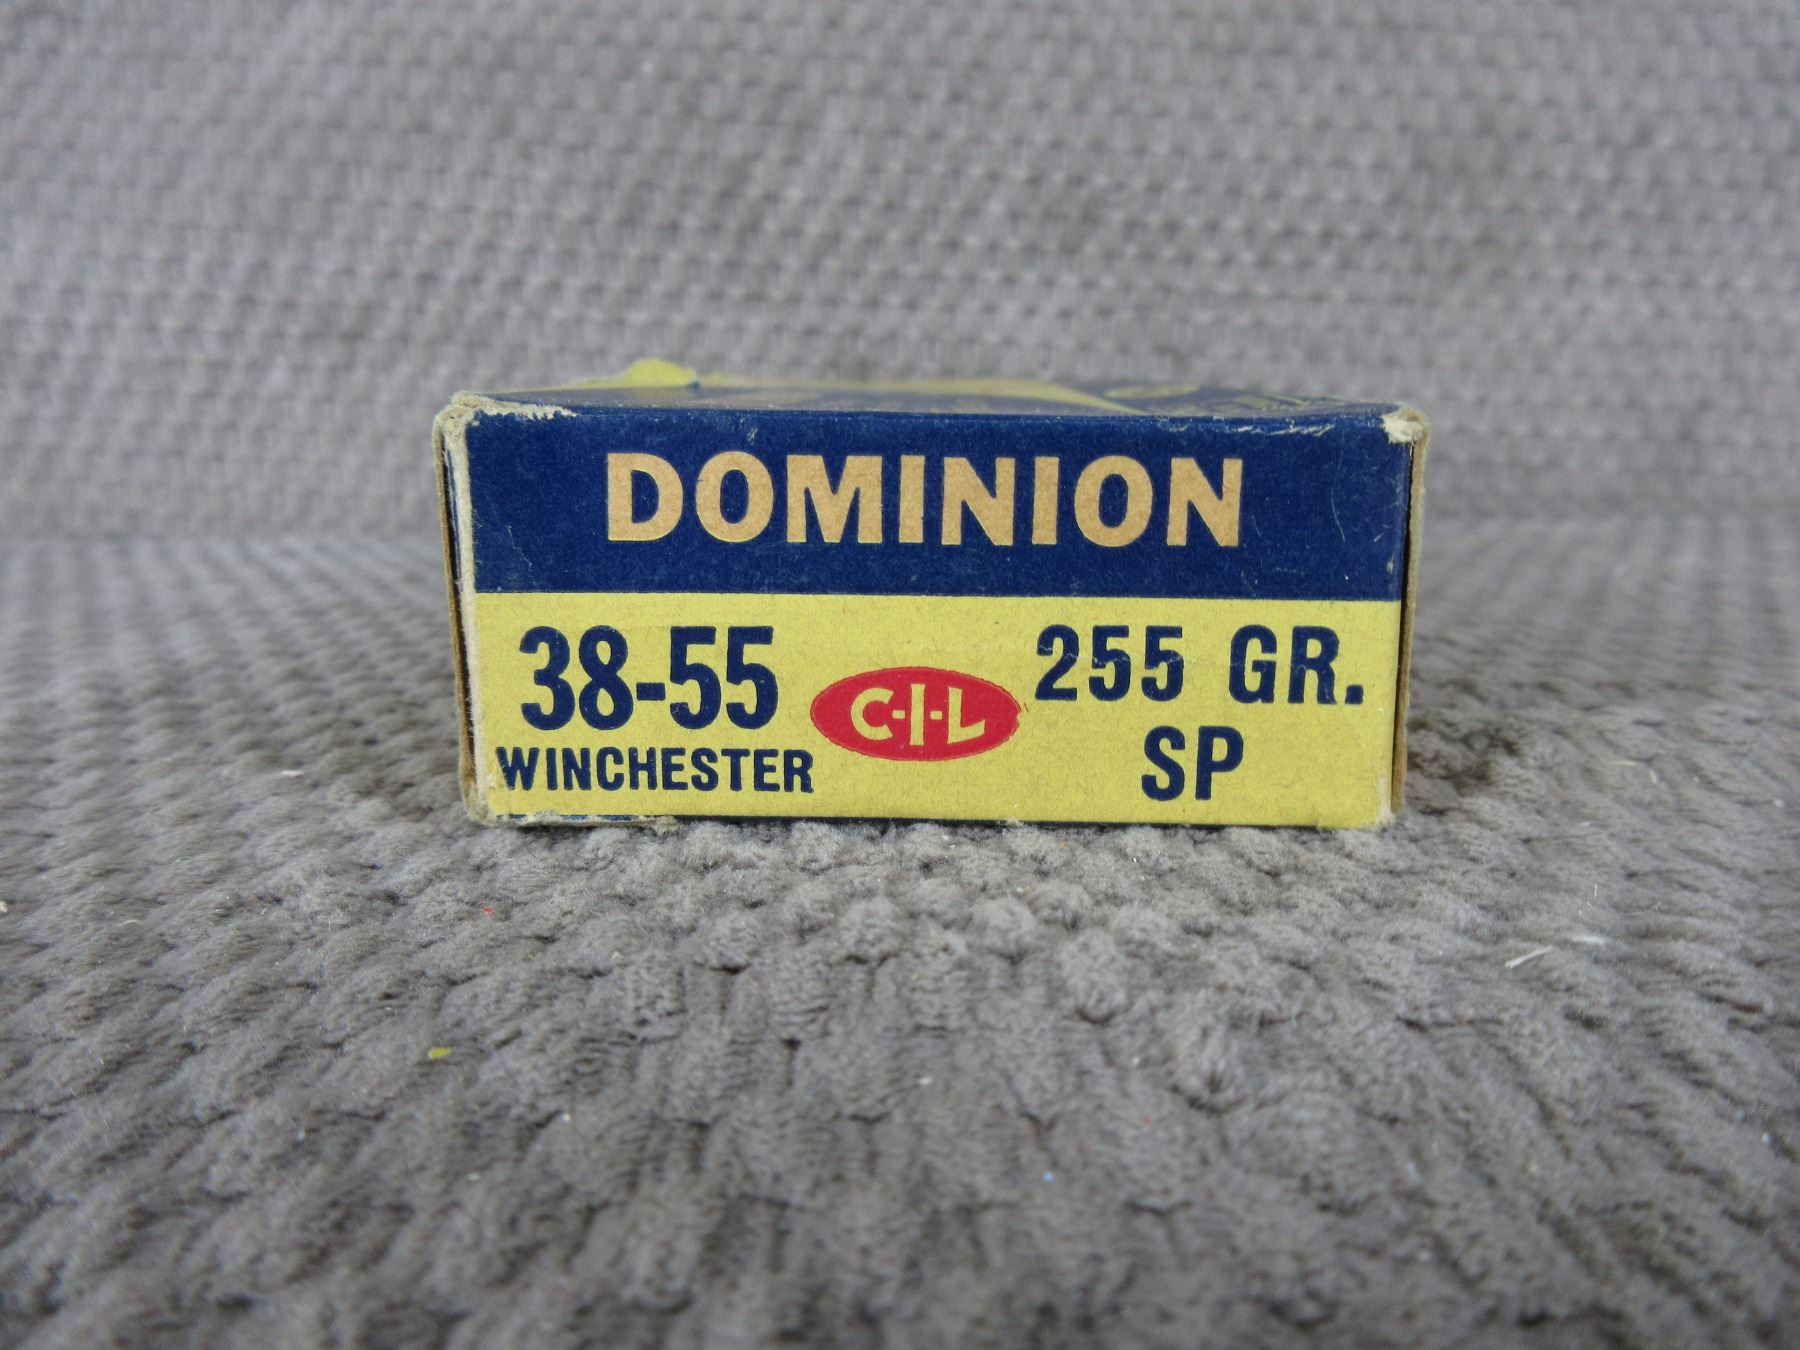 DOMINION
38-55
WINCHESTER
C-I-L
255 GR.
SP